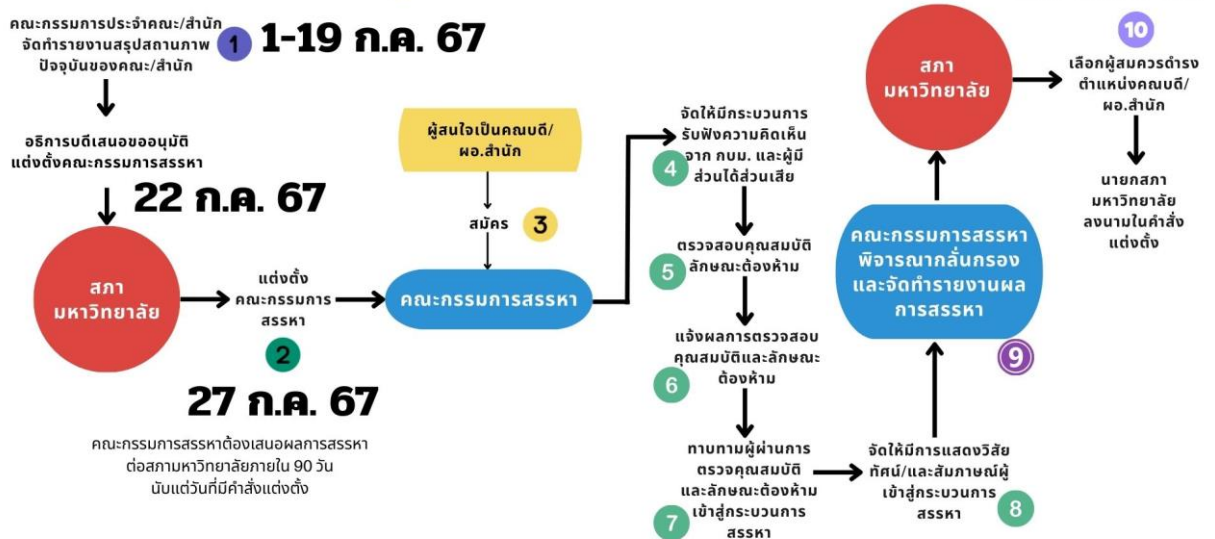 คณะกรรมการประจำคณะ/สำนัก
จัดทำรายงานสรุปสถานภาพ
ปัจจุบันของคณะ/สำนัก
1
1-19 ก.ค. 67
อธิการบดีเสนอขออนุมัติ
แต่งตั้งคณะกรรมการสรรหา
22 ก.ค. 67
สภา
มหาวิทยาลัย
แต่งตั้ง
คณะกรรมการ
สรรหา
2
27 ก.ค. 67
คณะกรรมการสรรหาต้องเสนอผลการสรรหา
ต่อสภามหาวิทยาลัยภายใน 90 วัน
นับแต่วันที่มีคำสั่งแต่งตั้ง
ผู้สนใจเป็นคณบดี/
ผอ.สำนัก
สมัคร
3
คณะกรรมการสรรหา
จัดให้มีกระบวนการ
รับฟังความคิดเห็น
จาก กบม. และผู้มี
ส่วนได้ส่วนเสีย
4
ตรวจสอบคุณสมบัติ
ลักษณะต้องห้าม
5
แจ้งผลการตรวจสอบ
คุณสมบัติและลักษณะ
ต้องห้าม
6
ทาบทามผู้ผ่านการ
ตรวจคุณสมบัติ
และลักษณะต้องห้าม
เข้าสู่กระบวนการ
สรรหา
7
จัดให้มีการแสดงวิสัย
ทัศน์/และสัมภาษณ์ผู้
เข้าสู่กระบวนการ
สรรหา
8
คณะกรรมการสรรหา
พิจารณากลั่นกรอง
และจัดทำรายงานผล
การสรรหา
9
สภา
มหาวิทยาลัย
10
เลือกผู้สมควรดำรง
ตำแหน่งคณบดี/
ผอ.สำนัก
นายกสภา
มหาวิทยาลัย
ลงนามในคำสั่ง
แต่งตั้ง